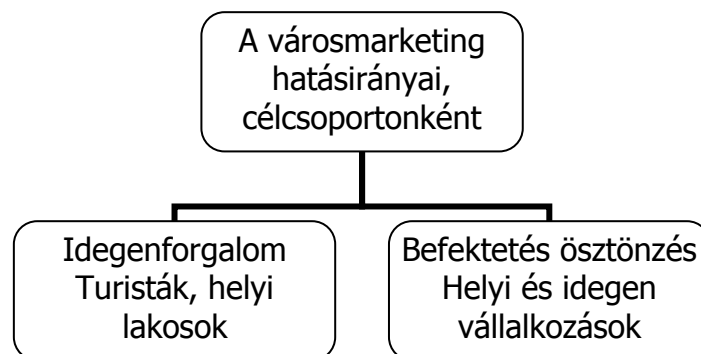 A városmarketing
hatásirányai,
célcsoportonként
Idegenforgalom
Turisták, helyi
lakosok
Befektetés ösztönzés
Helyi és idegen
vállalkozások